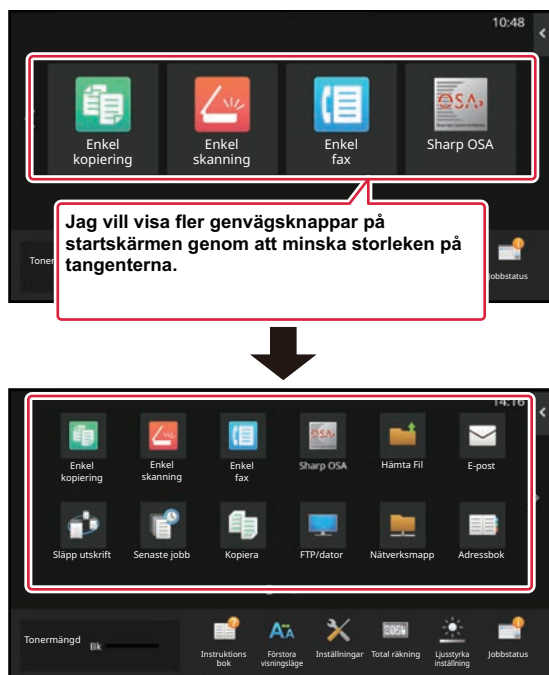 10:48
Enkel
kopiering
Enkel
skanning
OSA
Enkel
fax
Sharp OSA
Jag vill visa fler genvägsknappar på
startskärmen genom att minska storleken på
tangenterna.
Toner
Jobbstatus
14:16
OSA
Enkel
kopiering
Enkel
skanning
Enkel
fax
Sharp OSA
Hämta Fil
E-post
Släpp utskrift
Senaste jobb
Kopiera
FTP/dator
Nätverksmapp
Adressbok
Tonermängd
Bk
Instruktions
bok
Förstora
visningsläge
Inställningar
Total räkning
Ljusstyrka
inställning
Jobbstatus